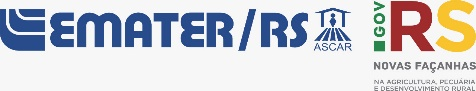 EMATER/RS
ASCAR
GOV
RS
NOVAS FAÇANHAS
NA AGRICULTURA, PECUÁRIA
E DESENVOLVIMENTO RURAL